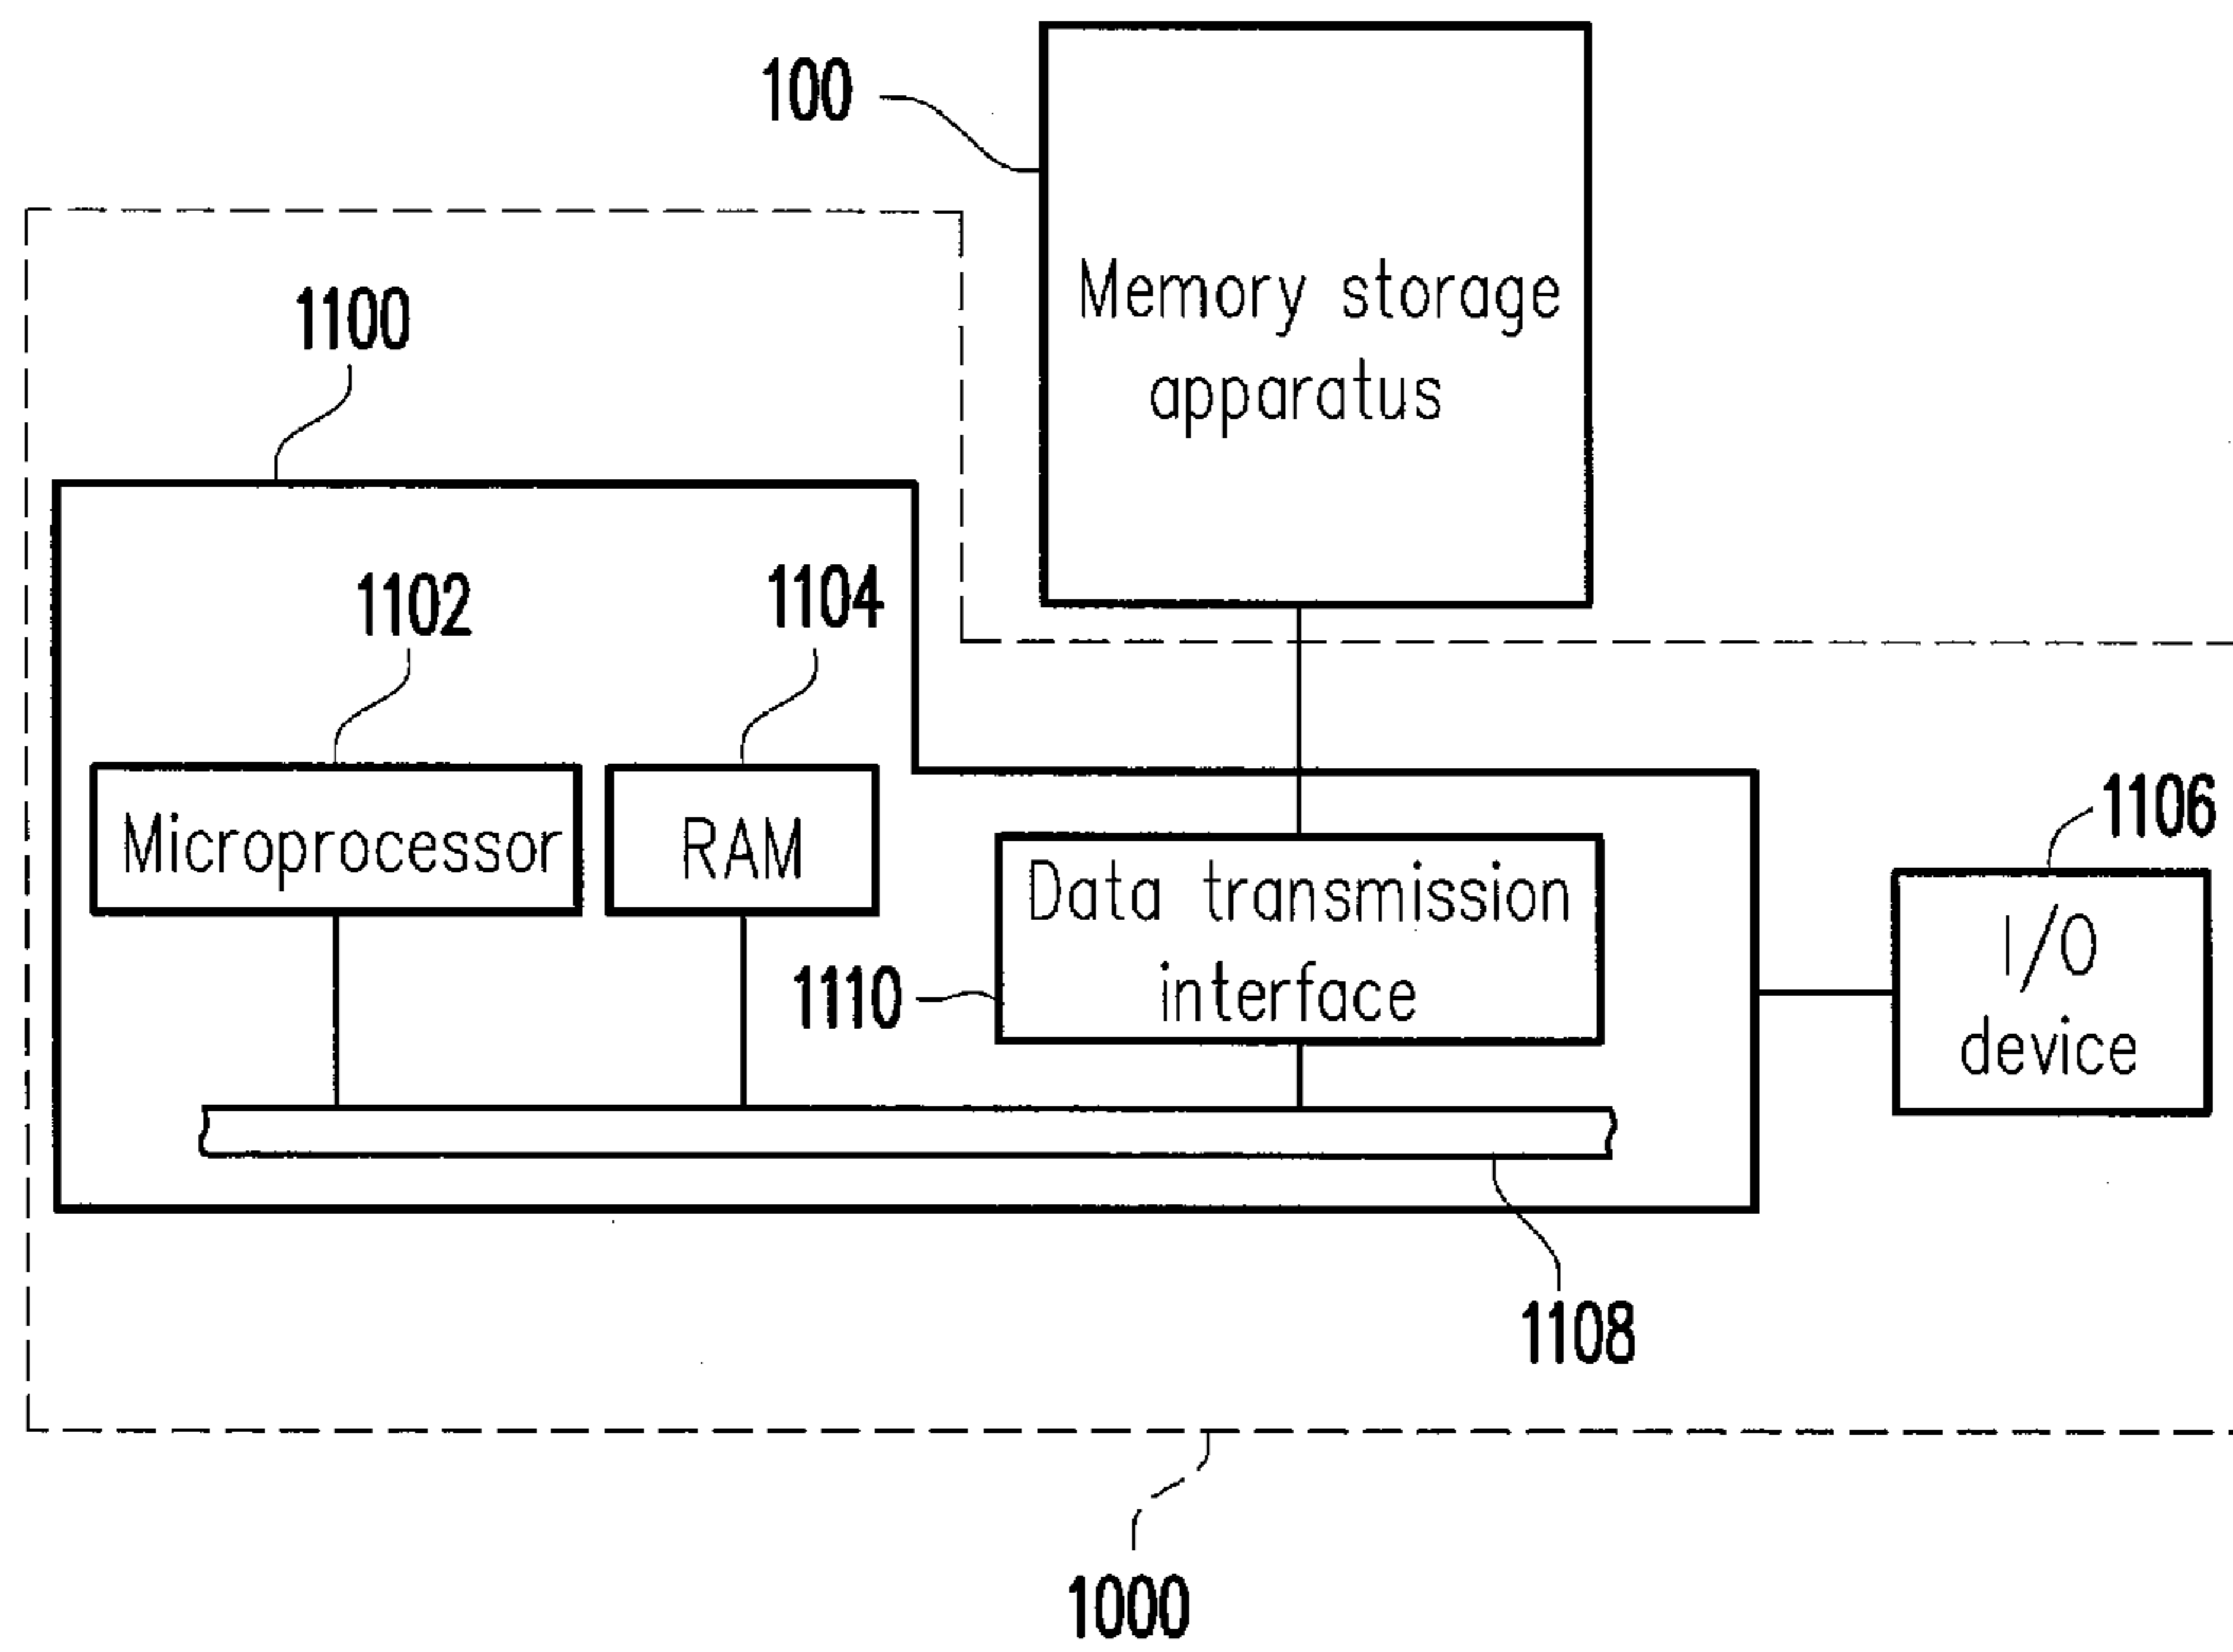 100
Memory storage
apparatus
1100
1102
1104
Microprocessor
RAM
1106
Data transmission
interface
1110
I/O
device
1108
1000